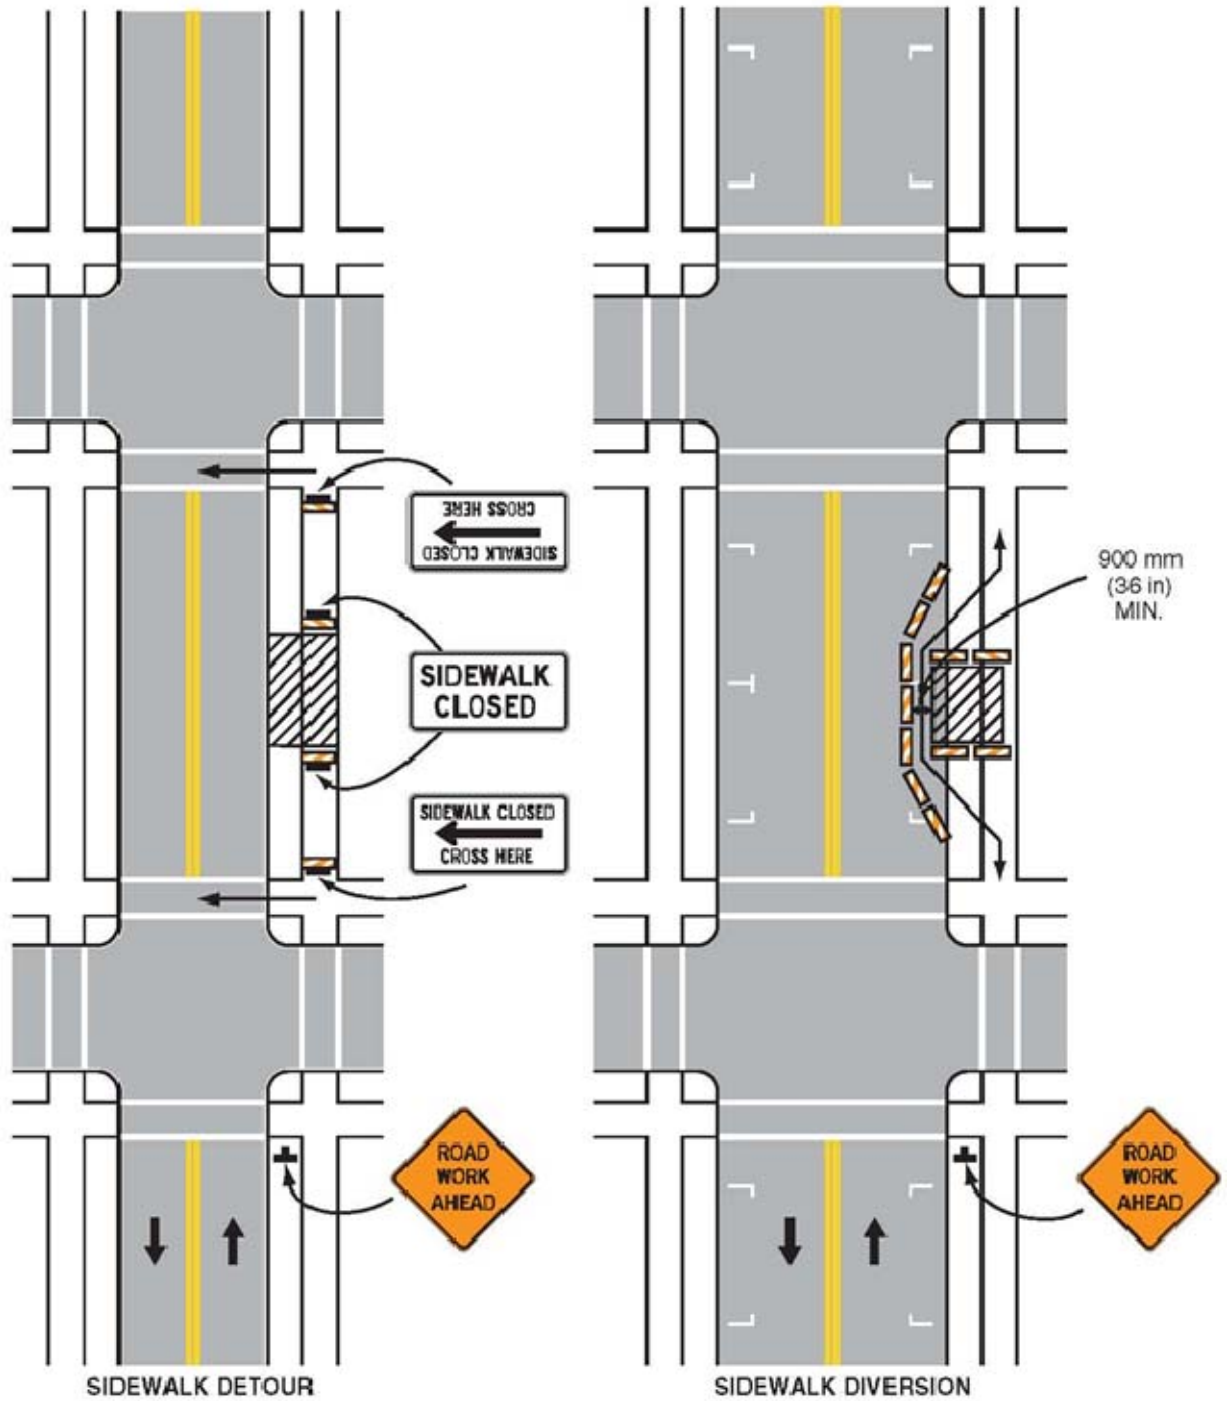 CROSS HERE
SIDEWALK CLOSED
SIDEWALK
CLOSED
SIDEWALK CLOSED
CROSS HERE
900 mm
(36 in)
MIN.
ROAD
WORK
AHEAD
ROAD
WORK
AHEAD
SIDEWALK DETOUR
SIDEWALK DIVERSION